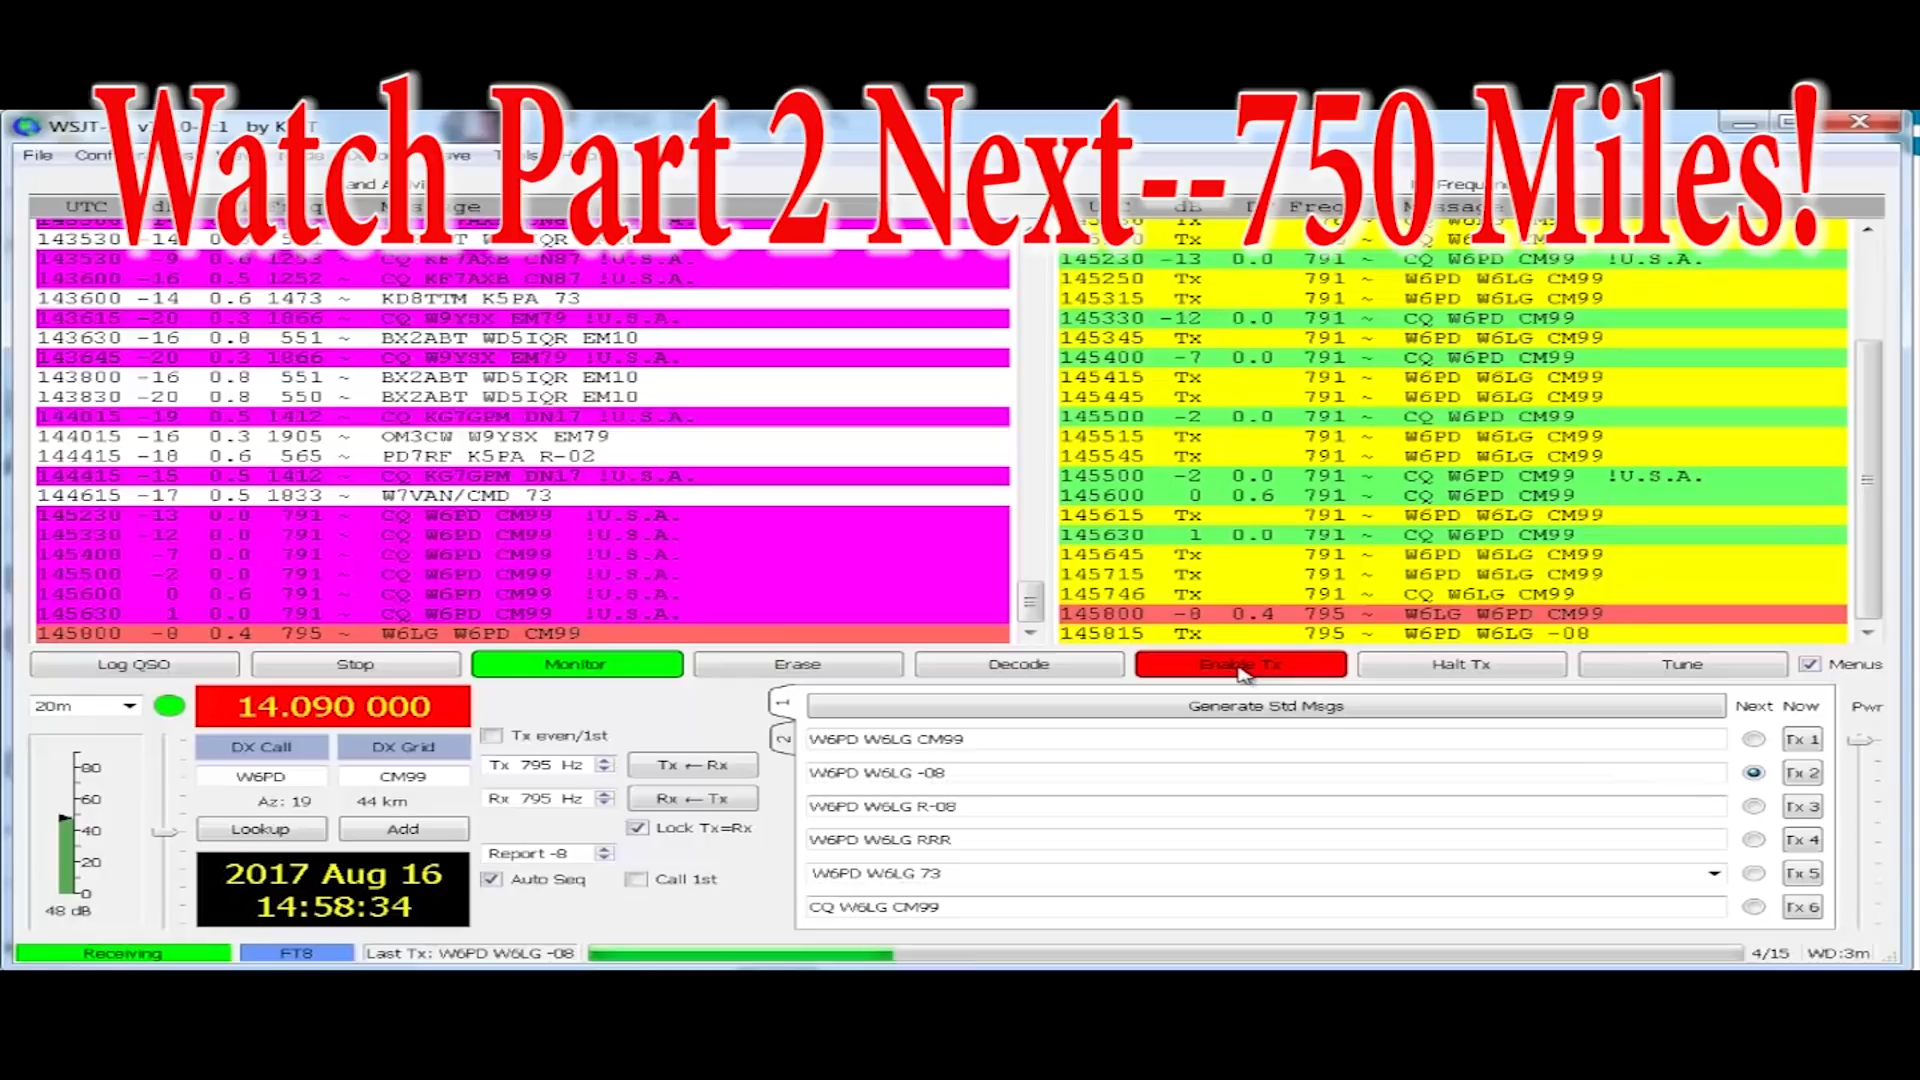 Watch Part 2 Next--750 Miles!
WSJT- by K
File
UTC
143530 -14 551
143530 -9 0.6 1253 ~ CQ KF7AXB CN87 !U.S.A.
143600 -16 0.5 1252 ~ CQ KF7AXB CN87 !U.S.A.
143600 -14 0.6 1473 ~ KD8TTM K5PA 73
143615 -20 0.3 1866 ~ CQ W9YSX EM79 !U.S.A.
143630 -16 0.8 551 ~ BX2ABT WD5IQR EM10
143645 -20 0.3 1866 ~ CQ W9YSX EM79 !U.S.A.
143800 -16 0.8 551 ~ BX2ABT WD5IQR EM10
143830 -20 0.8 550 ~ BX2ABT WD5IQR EM10
144015 -19 0.5 1412 ~ CQ KG7GPM DN17 !U.S.A.
144015 -16 0.3 1905 ~ OM3CW W9YSX EM79
144415 -18 0.6 565 ~ PD7RF K5PA R-02
144415 -15 0.5 1412 ~ CQ KG7GPM DN17 !U.S.A.
144615 -17 0.5 1833 ~ W7VAN/CMD 73
145230 -13 0.0 791 ~ CQ W6PD CM99 !U.S.A.
145330 -12 0.0 791 ~ CQ W6PD CM99 !U.S.A.
145400 -7 0.0 791 ~ CQ W6PD CM99 !U.S.A.
145500 -2 0.0 791 ~ CQ W6PD CM99 !U.S.A.
145600 0 0.6 791 ~ CQ W6PD CM99 !U.S.A.
145630 1 0.0 791 ~ CQ W6PD CM99 !U.S.A.
145800 -8 0.4 795 ~ W6LG W6PD CM99
145230 -13 0.0 791 ~ CQ W6PD CM99 !U.S.A.
145250 Tx 791 ~ W6PD W6LG CM99
145315 Tx 791 ~ W6PD W6LG CM99
145330 -12 0.0 791 ~ CQ W6PD CM99
145345 Tx 791 ~ W6PD W6LG CM99
145400 -7 0.0 791 ~ CQ W6PD CM99
145415 Tx 791 ~ W6PD W6LG CM99
145445 Tx 791 ~ W6PD W6LG CM99
145500 -2 0.0 791 ~ CQ W6PD CM99
145515 Tx 791 ~ W6PD W6LG CM99
145545 Tx 791 ~ W6PD W6LG CM99
145500 -2 0.0 791 ~ CQ W6PD CM99 !U.S.A.
145600 0 0.6 791 ~ CQ W6PD CM99
145615 Tx 791 ~ W6PD W6LG CM99
145630 1 0.0 791 ~ CQ W6PD CM99
145645 Tx 791 ~ W6PD W6LG CM99
145715 Tx 791 ~ W6PD W6LG CM99
145746 Tx 791 ~ CQ W6LG CM99
145800 -8 0.4 795 ~ W6LG W6PD CM99
145815 Tx 795 ~ W6PD W6LG -08
Log QSO Stop Monitor Erase Decode Enable Tx Halt Tx Tune Menus
20m 14.090 000
DX Call DX Grid
W6PD CM99
Az: 19 44 km
Lookup Add
2017 Aug 16
14:58:34
-80
-60
-40
-20
-0
48 dB
Tx even/1st
Tx 795 Hz Tx ← Rx
Rx 795 Hz Rx ← Tx
Lock Tx=Rx
Report -8
Auto Seq Call 1st
1
2
Generate Std Msgs Next Now Pwr
W6PD W6LG CM99 Tx 1
W6PD W6LG -08 Tx 2
W6PD W6LG R-08 Tx 3
W6PD W6LG RRR Tx 4
W6PD W6LG 73 Tx 5
CQ W6LG CM99 Tx 6
Receiving FT8 Last Tx: W6PD W6LG -08 4/15 WD:3m